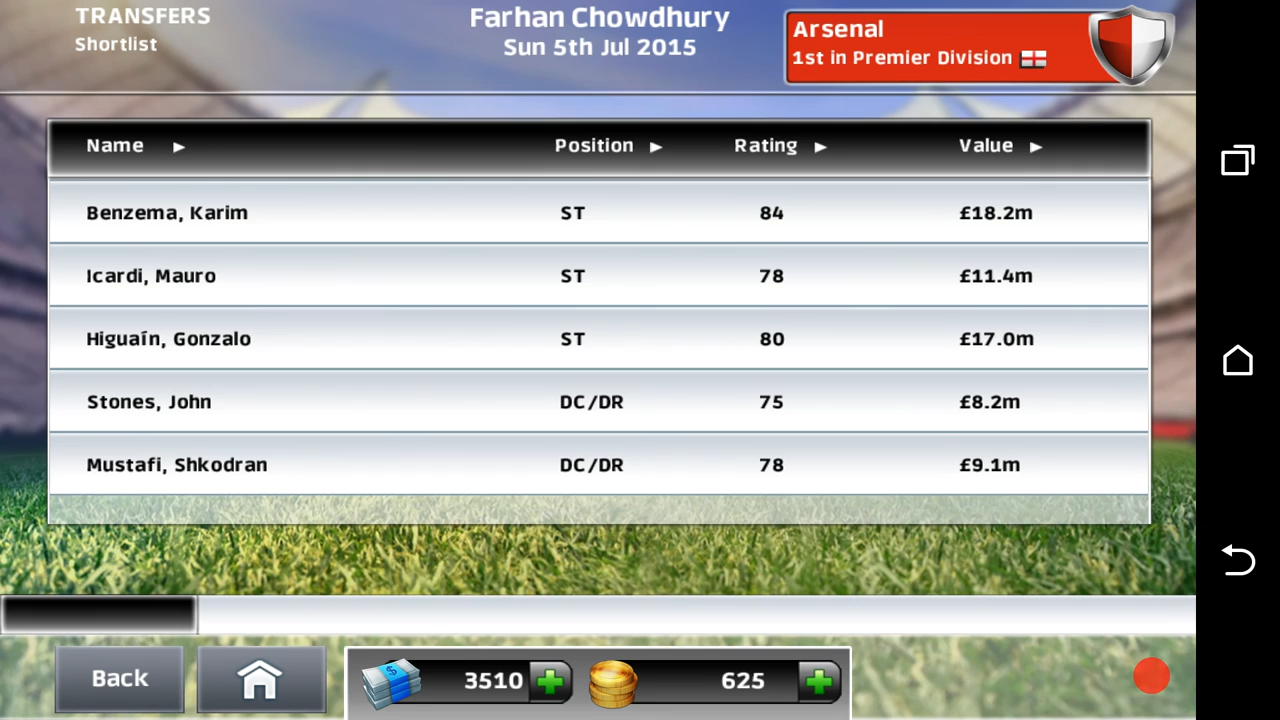 TRANSFERS
Shortlist
Farhan Chowdhury
Sun 5th Jul 2015
Arsenal
1st in Premier Division
Name ► Position ► Rating ► Value ►
Benzema, Karim ST 84 £18.2m
Icardi, Mauro ST 78 £11.4m
Higuaín, Gonzalo ST 80 £17.0m
Stones, John DC/DR 75 £8.2m
Mustafi, Shkodran DC/DR 78 £9.1m
Back 3510 625